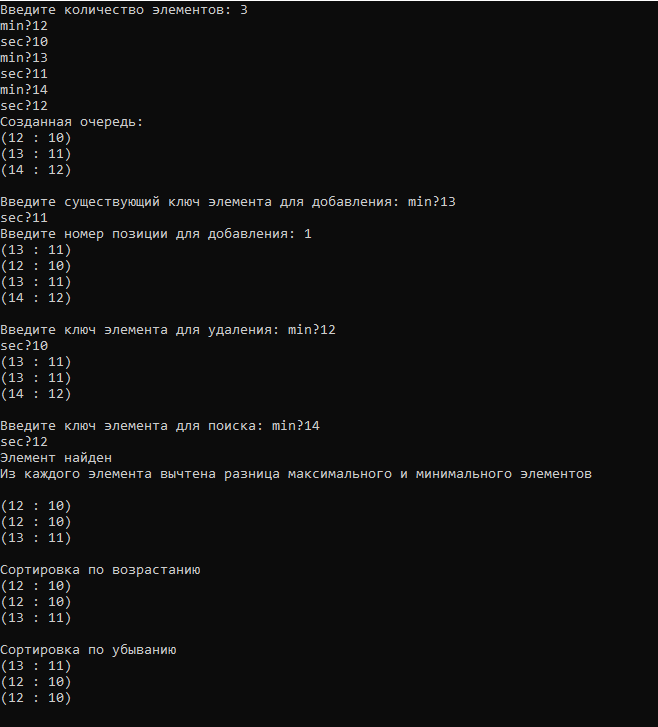 Введите количество элементов: 3
min?12
sec?10
min?13
sec?11
min?14
sec?12
Созданная очередь:
(12 : 10)
(13 : 11)
(14 : 12)
Введите существующий ключ элемента для добавления: min?13
sec?11
Введите номер позиции для добавления: 1
(13 : 11)
(12 : 10)
(13 : 11)
(14 : 12)
Введите ключ элемента для удаления: min?12
sec?10
(13 : 11)
(13 : 11)
(14 : 12)
Введите ключ элемента для поиска: min?14
sec?12
Элемент найден
Из каждого элемента вычтена разница максимального и минимального элементов
(12 : 10)
(12 : 10)
(13 : 11)
Сортировка по возрастанию
(12 : 10)
(12 : 10)
(13 : 11)
Сортировка по убыванию
(13 : 11)
(12 : 10)
(12 : 10)